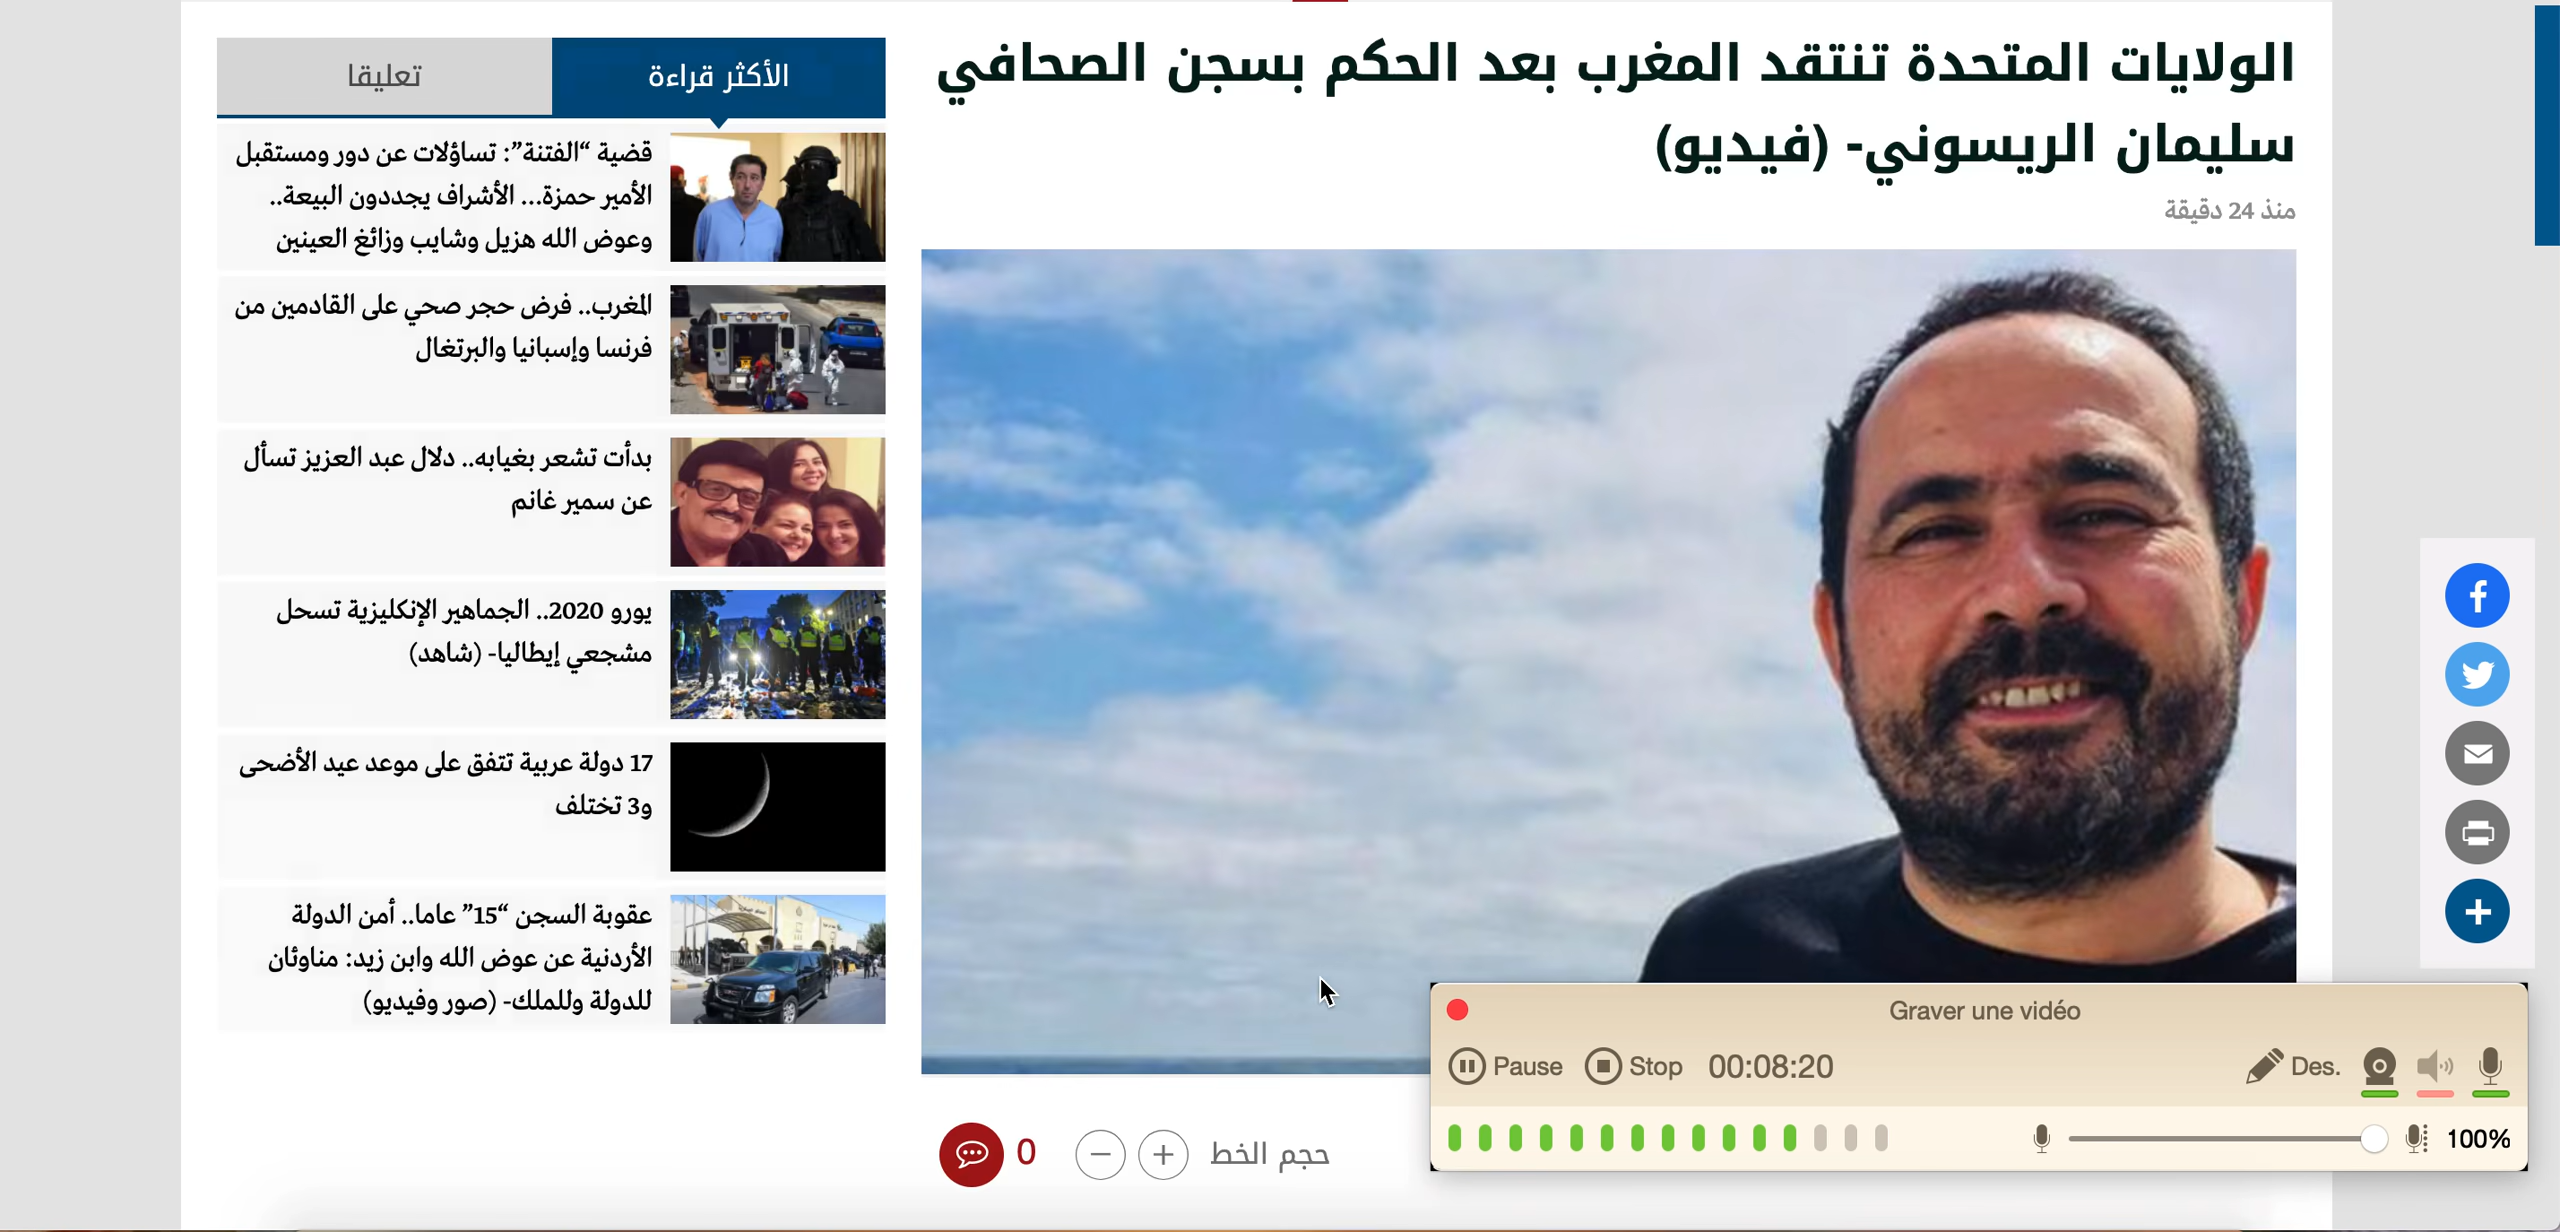 الولايات المتحدة تنتقد المغرب بعد الحكم بسجن الصحافي
سليمان الريسوني- (فيديو)
منذ 24 دقيقة
الأكثر قراءة
تعليقا
قضية “الفتنة”: تساؤلات عن دور ومستقبل
الأمير حمزة… الأشراف يجددون البيعة..
وعوض الله هزيل وشايب وزائغ العينين
المغرب.. فرض حجر صحي على القادمين من
فرنسا وإسبانيا والبرتغال
بدأت تشعر بغيابه.. دلال عبد العزيز تسأل
عن سمير غانم
يورو 2020.. الجماهير الإنكليزية تسحل
مشجعي إيطاليا- (شاهد)
17 دولة عربية تتفق على موعد عيد الأضحى
و3 تختلف
عقوبة السجن “15” عاما.. أمن الدولة
الأردنية عن عوض الله وابن زيد: مناوئان
للدولة وللملك- (صور وفيديو)
حجم الخط
0
Graver une vidéo
Pause Stop 00:08:20 Des.
100%